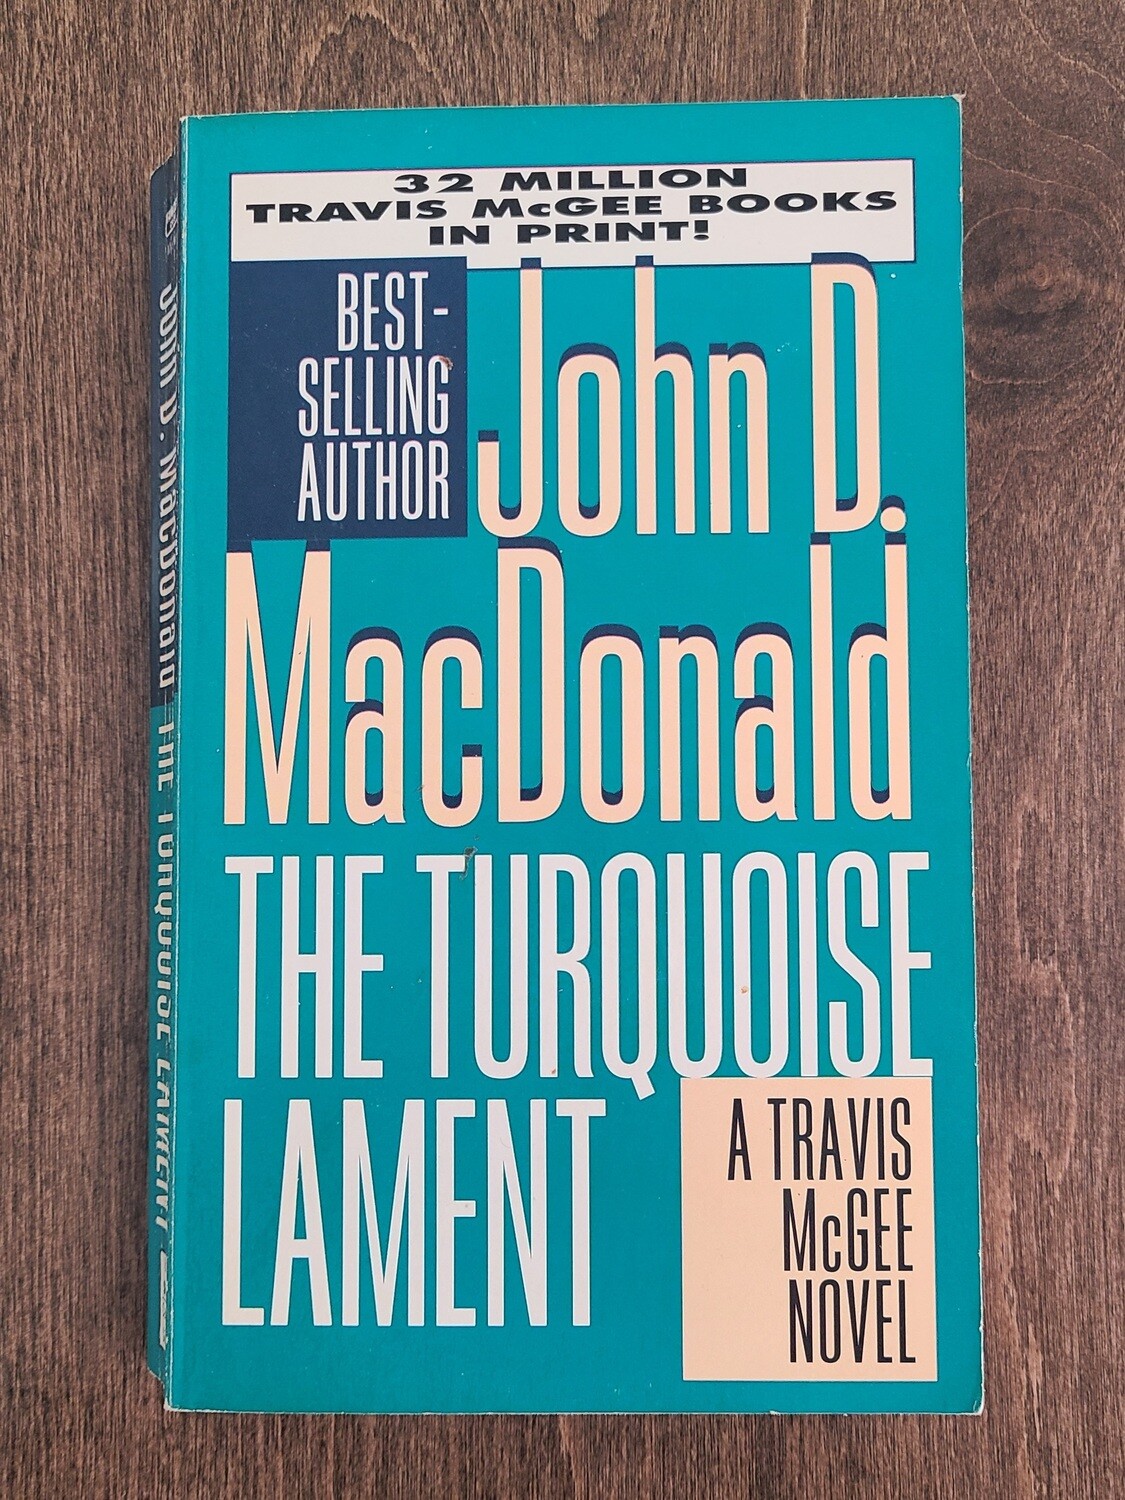 32 MILLION
TRAVIS McGEE BOOKS
IN PRINT!
BEST-
SELLING
AUTHOR
John D.
MacDonald
THE TURQUOISE
LAMENT
A TRAVIS
McGEE
NOVEL
JOHN D. MacDonald THE TURQUOISE LAMENT